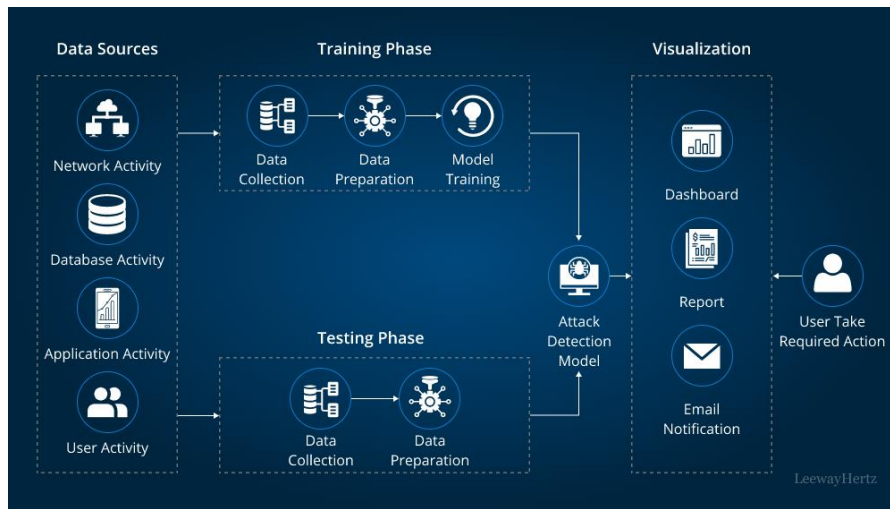 Data Sources
Training Phase
Visualization
Network Activity
Database Activity
Application Activity
User Activity
Data
Collection
Data
Preparation
Model
Training
Testing Phase
Data
Collection
Data
Preparation
Attack
Detection
Model
Dashboard
Report
Email
Notification
User Take
Required Action
LeewayHertz